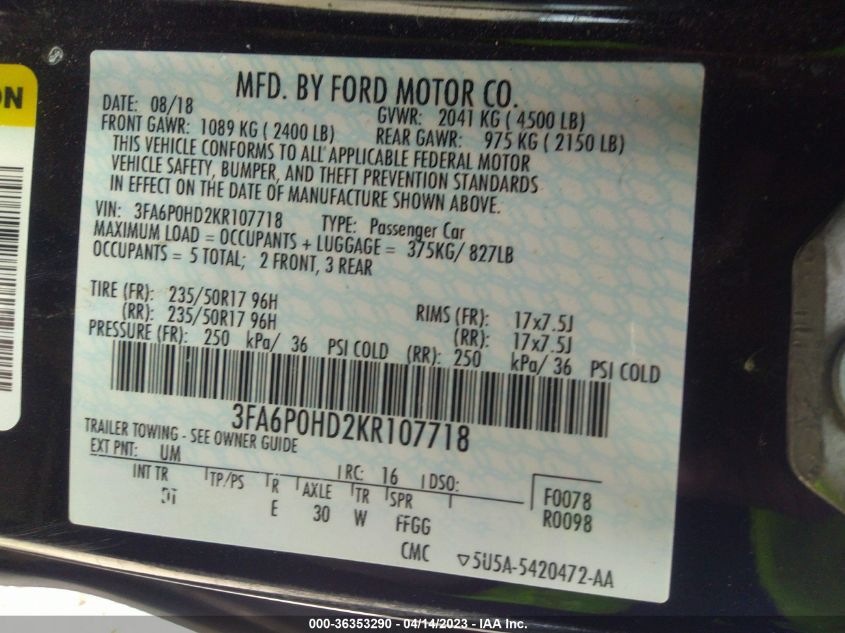 ON
MFD. BY FORD MOTOR CO.
DATE: 08/18 GVWR: 2041 KG ( 4500 LB)
FRONT GAWR: 1089 KG ( 2400 LB) REAR GAWR: 975 KG ( 2150 LB)
THIS VEHICLE CONFORMS TO ALL APPLICABLE FEDERAL MOTOR
VEHICLE SAFETY, BUMPER, AND THEFT PREVENTION STANDARDS
IN EFFECT ON THE DATE OF MANUFACTURE SHOWN ABOVE.
VIN: 3FA6P0HD2KR107718 TYPE: Passenger Car
MAXIMUM LOAD = OCCUPANTS + LUGGAGE = 375KG/ 827LB
OCCUPANTS = 5 TOTAL; 2 FRONT, 3 REAR
TIRE (FR): 235/50R17 96H RIMS (FR): 17x7.5J
(RR): 235/50R17 96H (RR): 17x7.5J
PRESSURE (FR): 250 kPa/ 36 PSI COLD (RR): 250 kPa/ 36 PSI COLD
3FA6P0HD2KR107718
TRAILER TOWING - SEE OWNER GUIDE
EXT PNT: UM RC: 16 DSO:
INT TR TP/PS R AXLE TR SPR F0078
E 30 W FFGG R0098
CMC ▽5U5A-5420472-AA
000-36353290 - 04/14/2023 - IAA Inc.